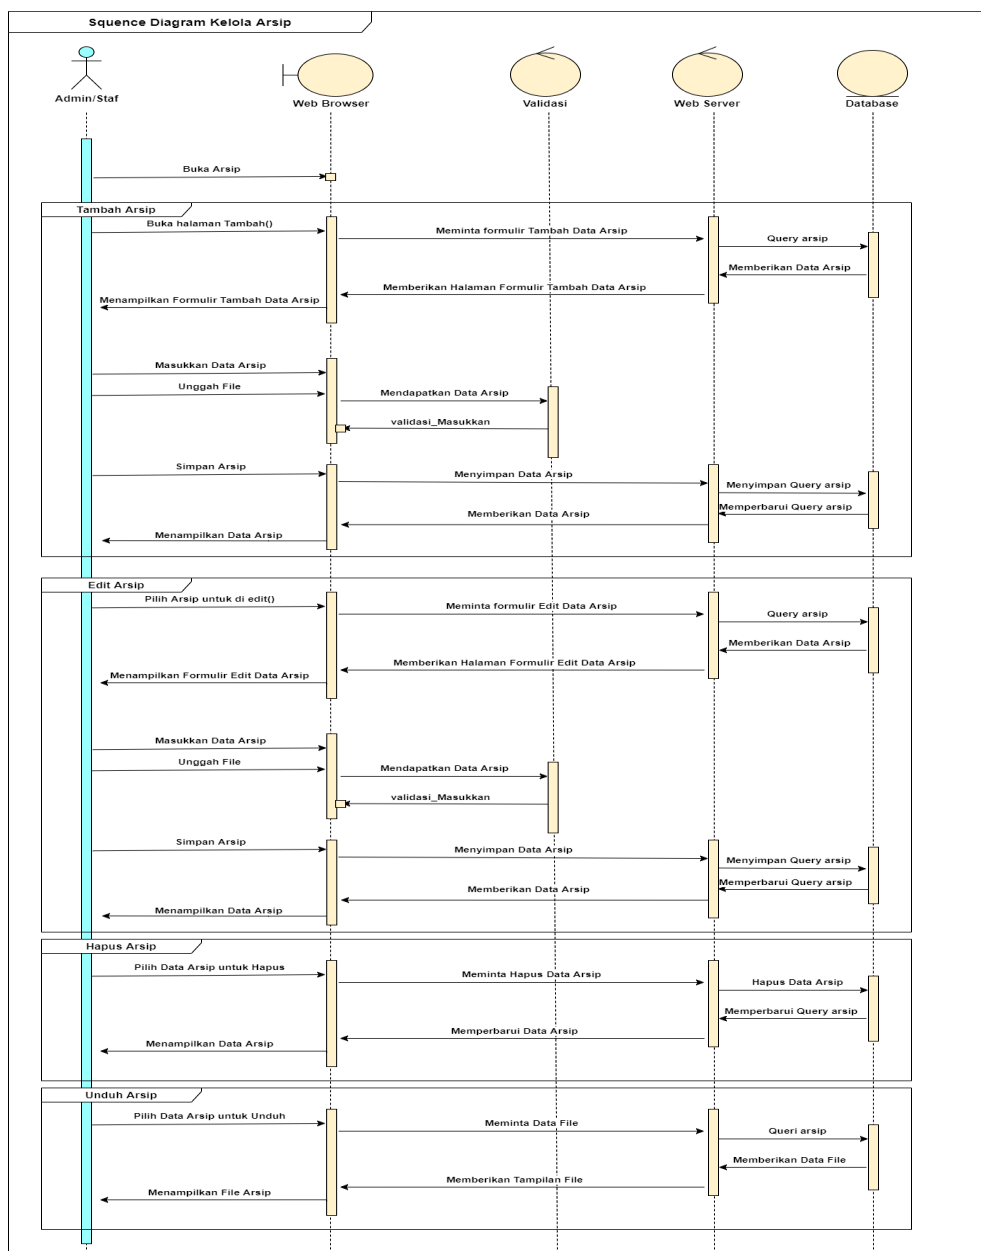 Squence Diagram Kelola Arsip
Admin/Staf
Web Browser
Validasi
Web Server
Database
Buka Arsip
Tambah Arsip
Buka halaman Tambah()
Meminta formulir Tambah Data Arsip
Query arsip
Memberikan Data Arsip
Memberikan Halaman Formulir Tambah Data Arsip
Menampilkan Formulir Tambah Data Arsip
Masukkan Data Arsip
Unggah File
Mendapatkan Data Arsip
validasi_Masukkan
Simpan Arsip
Menyimpan Data Arsip
Menyimpan Query arsip
Memperbarui Query arsip
Memberikan Data Arsip
Menampilkan Data Arsip
Edit Arsip
Pilih Arsip untuk di edit()
Meminta formulir Edit Data Arsip
Query arsip
Memberikan Data Arsip
Memberikan Halaman Formulir Edit Data Arsip
Menampilkan Formulir Edit Data Arsip
Masukkan Data Arsip
Unggah File
Mendapatkan Data Arsip
validasi_Masukkan
Simpan Arsip
Menyimpan Data Arsip
Menyimpan Query arsip
Memperbarui Query arsip
Memberikan Data Arsip
Menampilkan Data Arsip
Hapus Arsip
Pilih Data Arsip untuk Hapus
Meminta Hapus Data Arsip
Hapus Data Arsip
Memperbarui Query arsip
Memperbarui Data Arsip
Menampilkan Data Arsip
Unduh Arsip
Pilih Data Arsip untuk Unduh
Meminta Data File
Queri arsip
Memberikan Data File
Memberikan Tampilan File
Menampilkan File Arsip